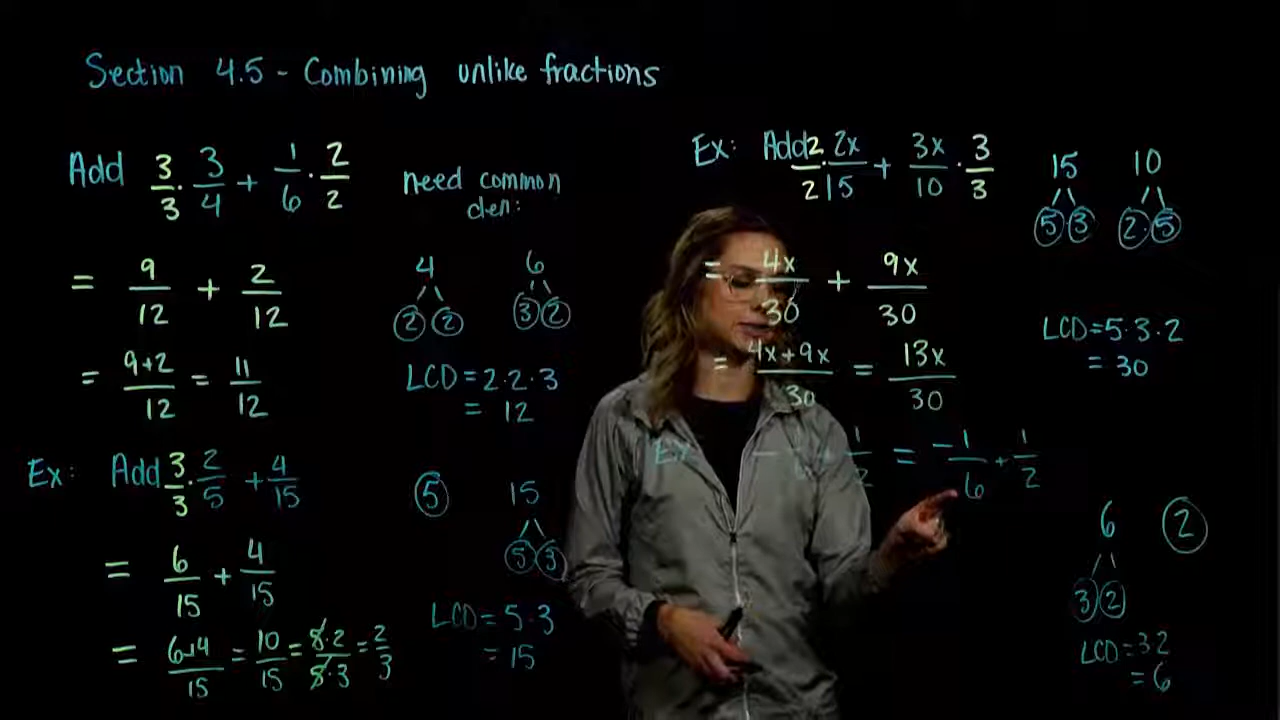 Section 4.5 - Combining unlike fractions
Add 3/3 · 3/4 + 1/6 · 2/2
= 9/12 + 2/12
= 9+2/12 = 11/12
need common
den:
4 6
2 2 3 2
LCD = 2·2·3
= 12
Ex: Add 3/3 · 2/5 + 4/15
= 6/15 + 4/15
= 6+4/15 = 10/15 = 5·2/5·3 = 2/3
5 15
5 3
LCD = 5·3
= 15
Ex: Add 2/2 · 2x/15 + 3x/10 · 3/3
= 4x/30 + 9x/30
= 4x+9x/30 = 13x/30
15 10
5 3 2·5
LCD = 5·3·2
= 30
Ex + 1/2 = -1/6 + 1/2
6 2
3 2
LCD = 3·2
= 6